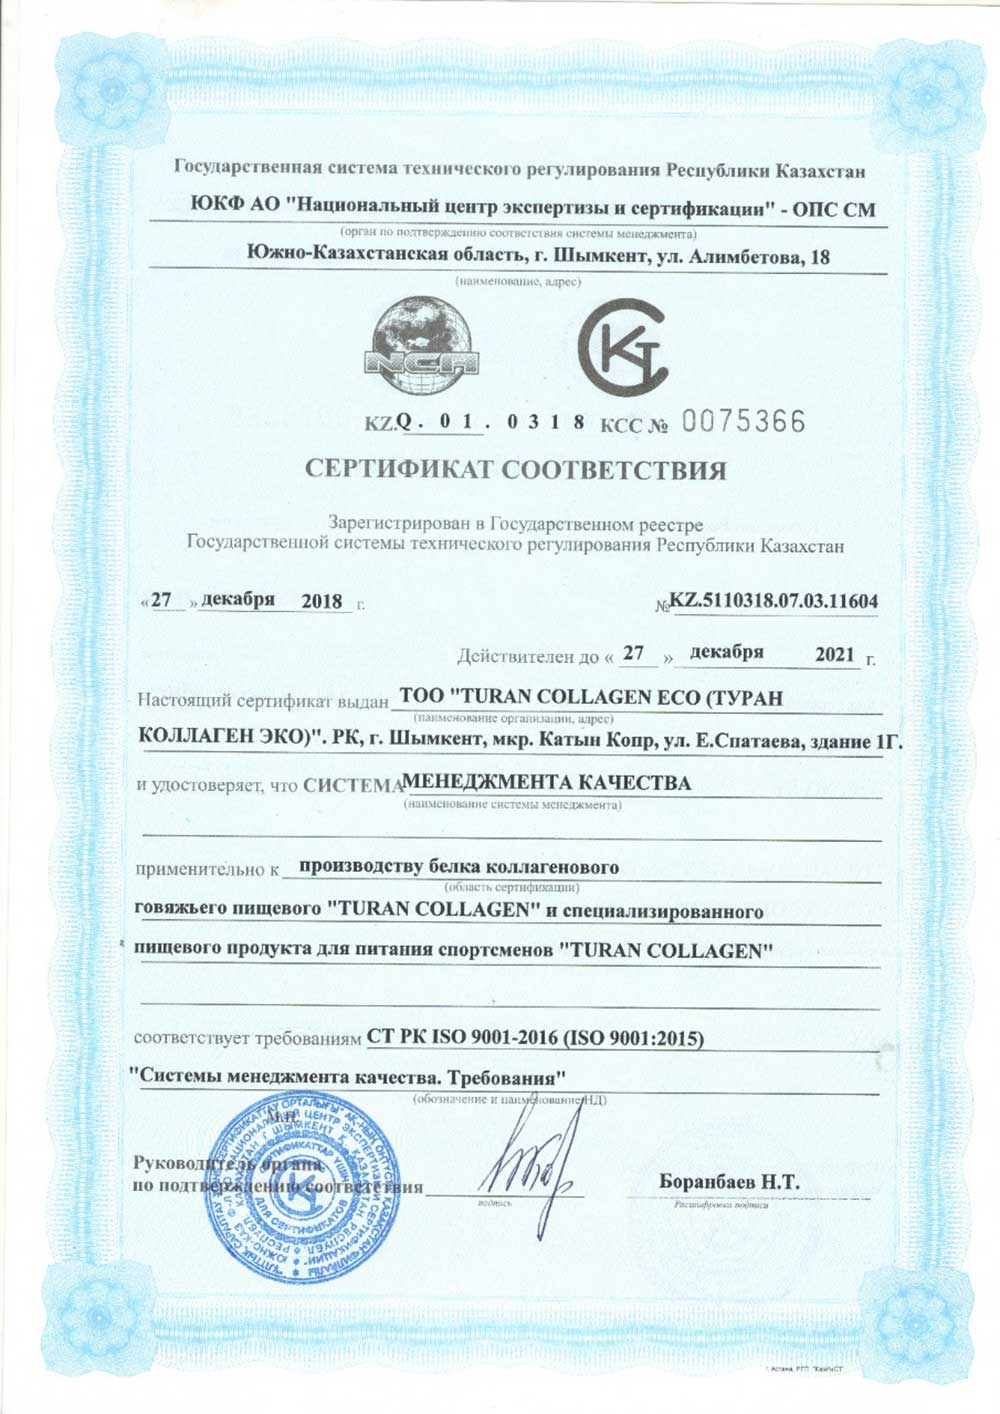 Государственная система технического регулирования Республики Казахстан
ЮКФ АО "Национальный центр экспертизы и сертификации" - ОПС СМ
(орган по подтверждению соответствия системы менеджмента)
Южно-Казахстанская область, г. Шымкент, ул. Алимбетова, 18
(наименование, адрес)
NCA
КТ
KZ.Q. 01. 0318 КСС № 0075366
СЕРТИФИКАТ СООТВЕТСТВИЯ
Зарегистрирован в Государственном реестре
Государственной системы технического регулирования Республики Казахстан
«27 » декабря 2018 г. №KZ.5110318.07.03.11604
Действителен до « 27 » декабря 2021 г.
Настоящий сертификат выдан ТОО "TURAN COLLAGEN ECO (ТУРАН
(наименование организации, адрес)
КОЛЛАГЕН ЭКО)". РК, г. Шымкент, мкр. Катын Копр, ул. Е.Спатаева, здание 1Г.
и удостоверяет, что СИСТЕМА МЕНЕДЖМЕНТА КАЧЕСТВА
(наименование системы менеджмента)
применительно к производству белка коллагенового
(область сертификации)
говяжьего пищевого "TURAN COLLAGEN" и специализированного
пищевого продукта для питания спортсменов "TURAN COLLAGEN"
соответствует требованиям СТ РК ISO 9001-2016 (ISO 9001:2015)
"Системы менеджмента качества. Требования"
(обозначение и наименование НД)
М.П.
Руководитель органа
по подтверждению соответствия
подпись
Боранбаев Н.Т.
Расшифровка подписи
ДЛЯ СЕРТИФИКАТОВ
г. Астана, РГП